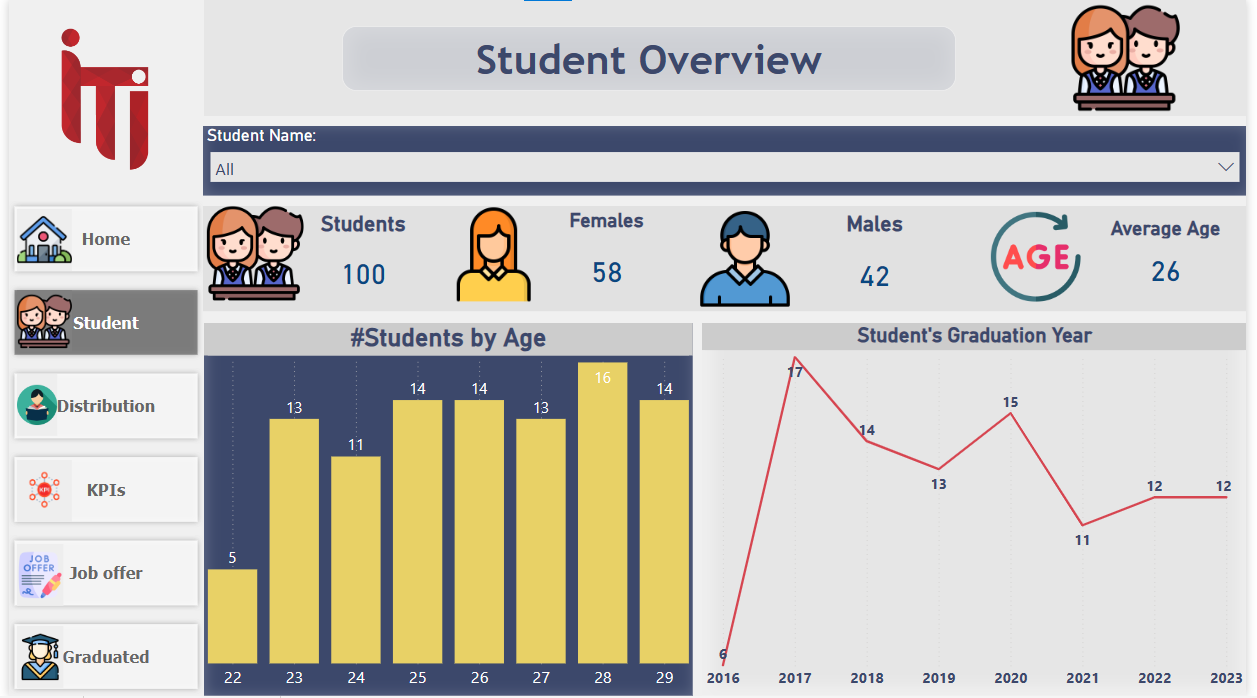 iTi
Student Overview
Student Name:
All
Home
Student
Distribution
KPI
KPIs
JOB
OFFER
Job offer
Graduated
Students
100
Females
58
Males
42
AGE
Average Age
26
#Students by Age
5
13
11
14
14
13
16
14
22 23 24 25 26 27 28 29
Student's Graduation Year
6
17
14
13
15
11
12
12
2016 2017 2018 2019 2020 2021 2022 2023